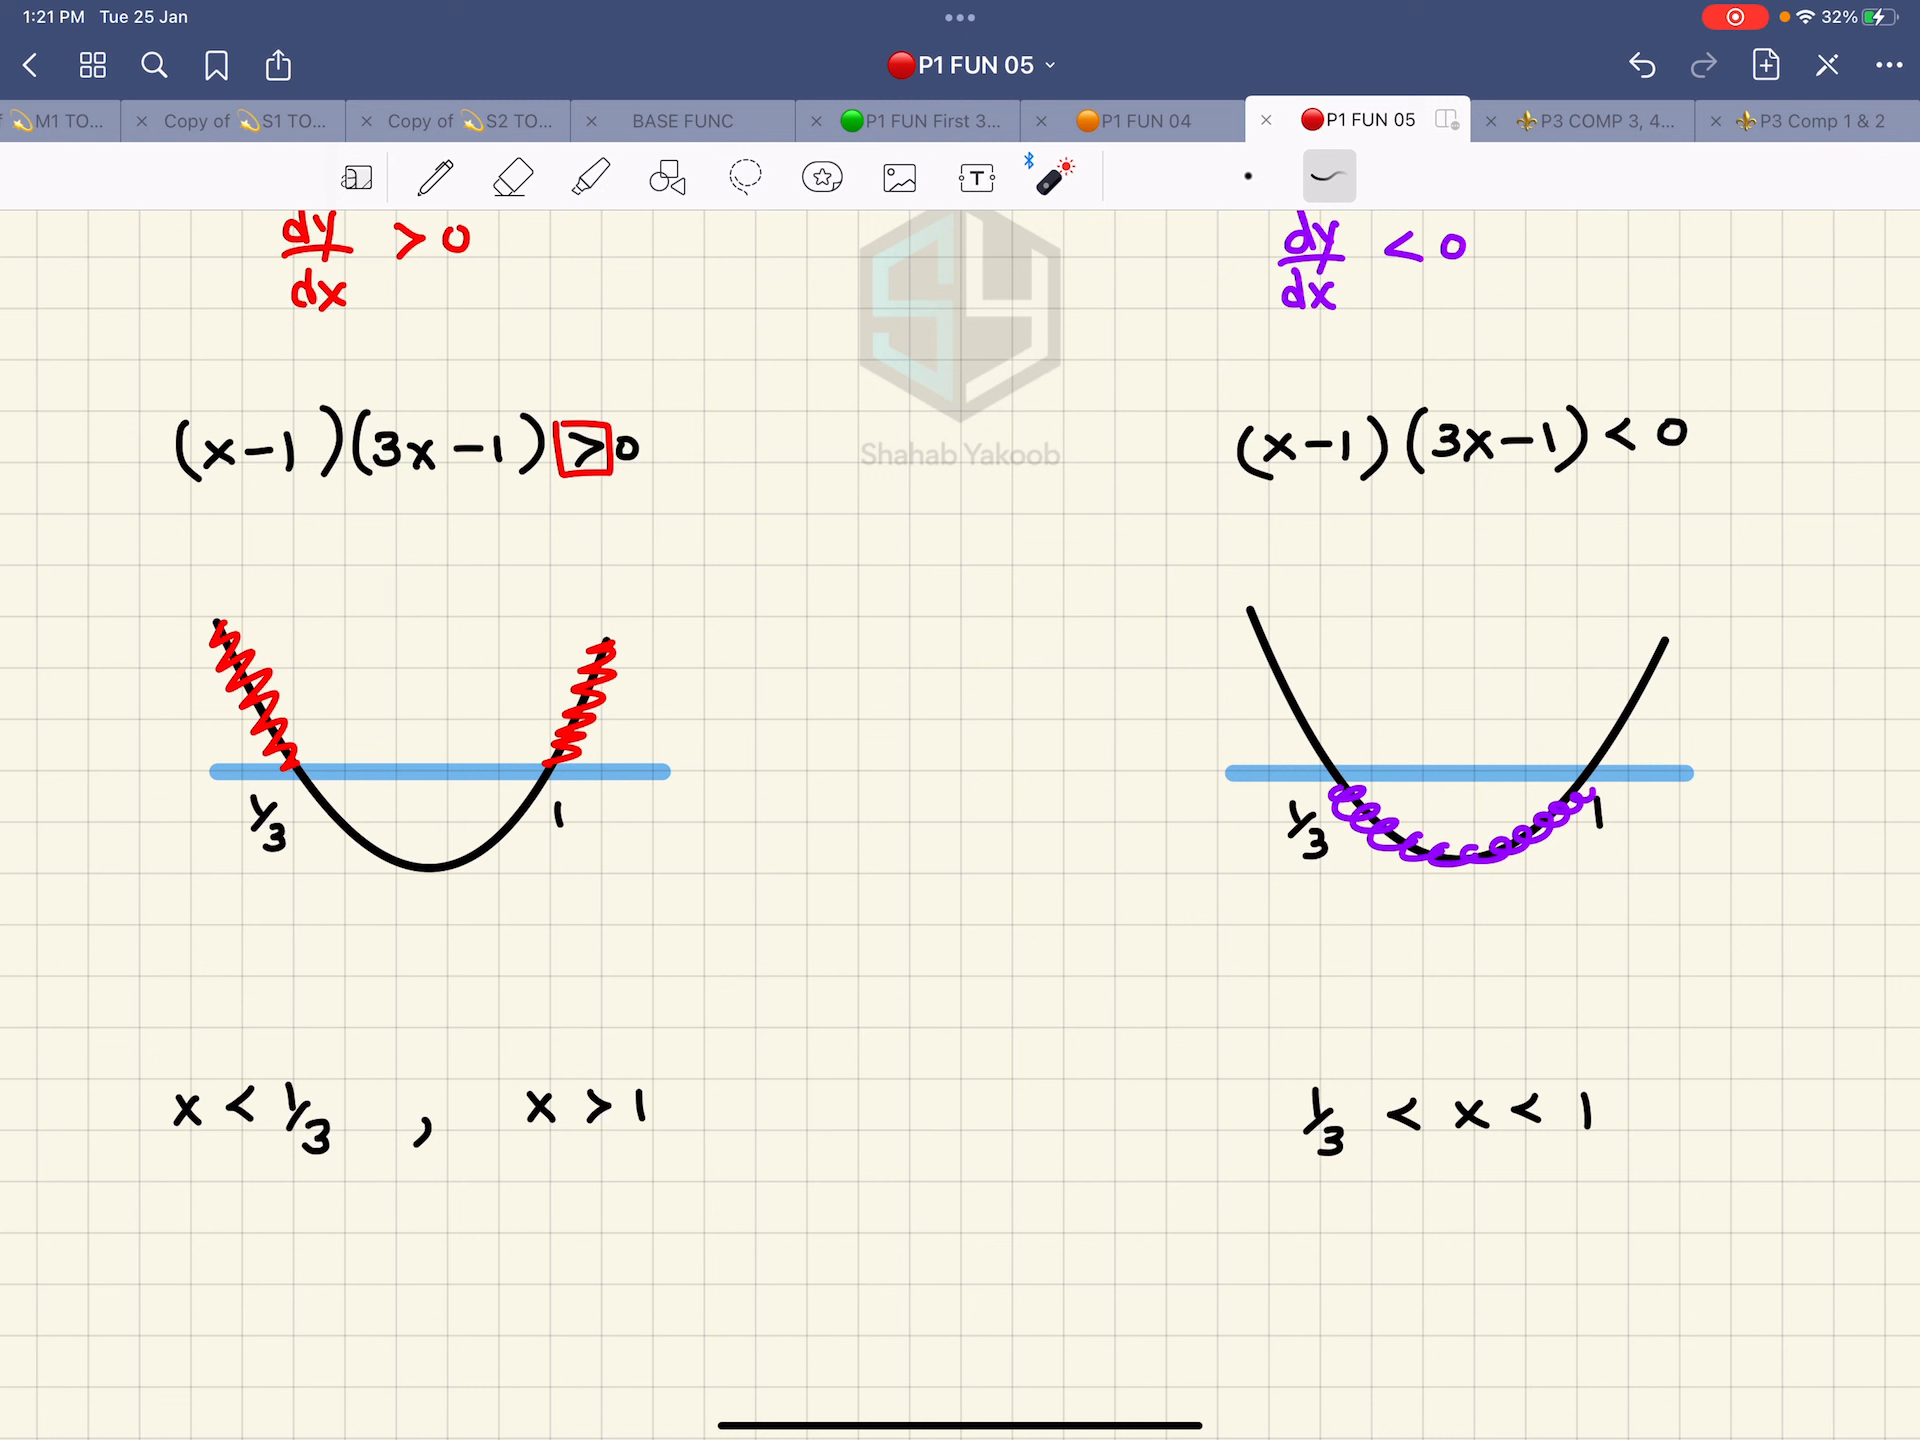 1:21 PM Tue 25 Jan
32%
P1 FUN 05
M1 TO... Copy of S1 TO... Copy of S2 TO... BASE FUNC P1 FUN First 3... P1 FUN 04 P1 FUN 05 P3 COMP 3, 4... P3 Comp 1 & 2
dy/dx > 0
dy/dx < 0
(x-1)(3x-1) > 0
(x-1)(3x-1) < 0
Shahab Yakoob
1/3 1
1/3 1
x < 1/3 , x > 1
1/3 < x < 1